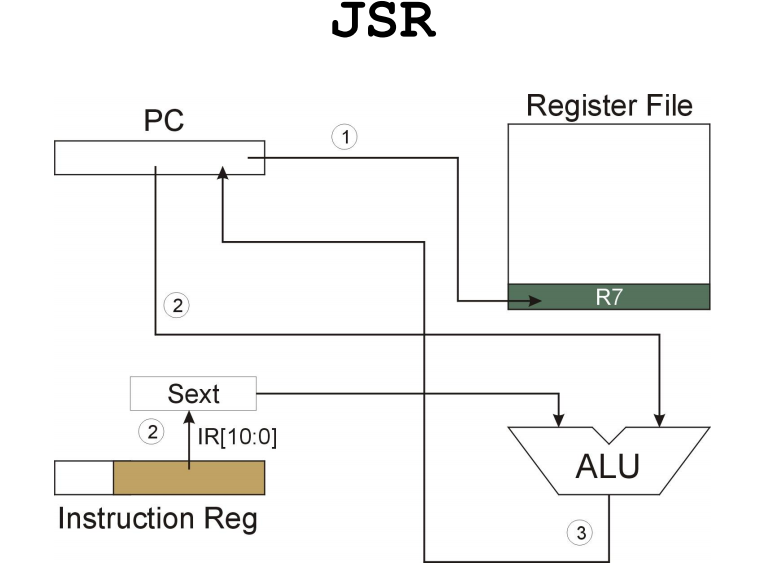 JSR
PC
1
Register File
R7
2
Sext
2
IR[10:0]
ALU
Instruction Reg
3